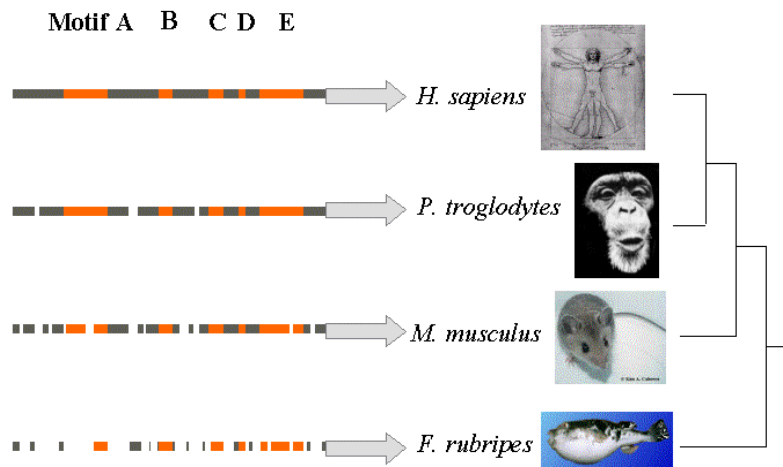 Motif A B C D E
H. sapiens
P. troglodytes
M. musculus
F. rubripes